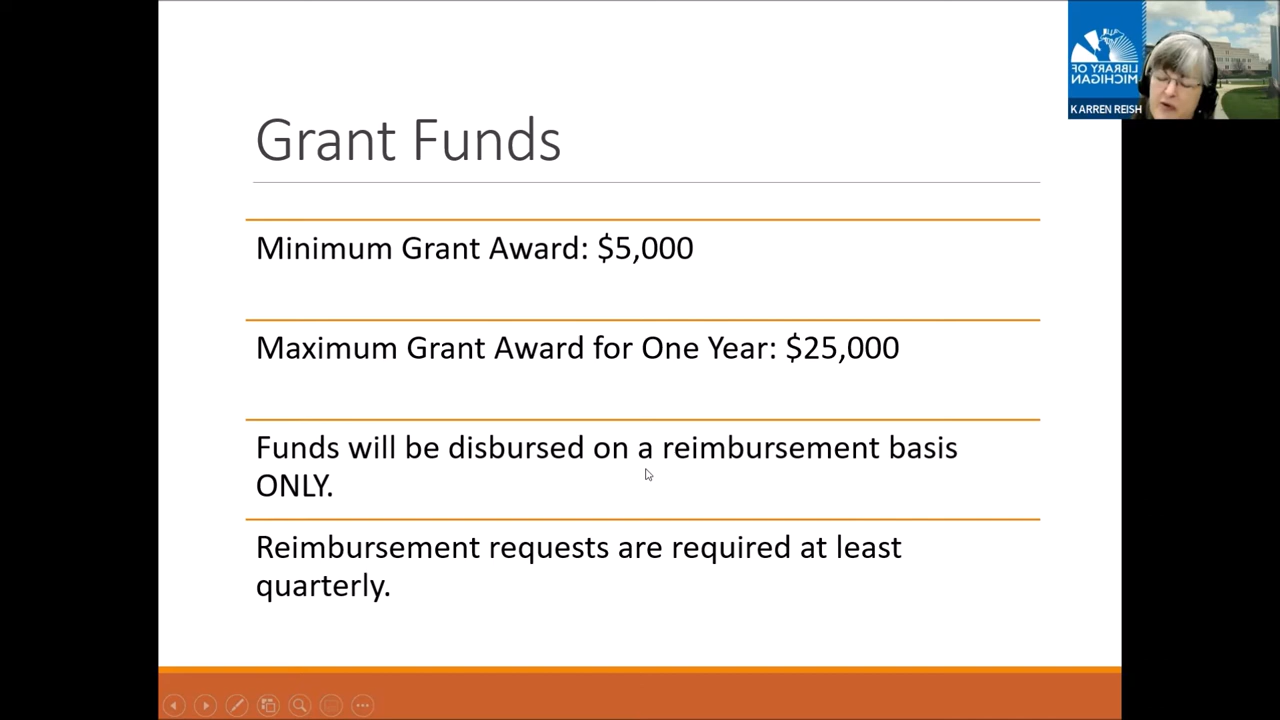 Grant Funds
Minimum Grant Award: $5,000
Maximum Grant Award for One Year: $25,000
Funds will be disbursed on a reimbursement basis
ONLY.
Reimbursement requests are required at least
quarterly.
LIBRARY OF
MICHIGAN
KARREN REISH